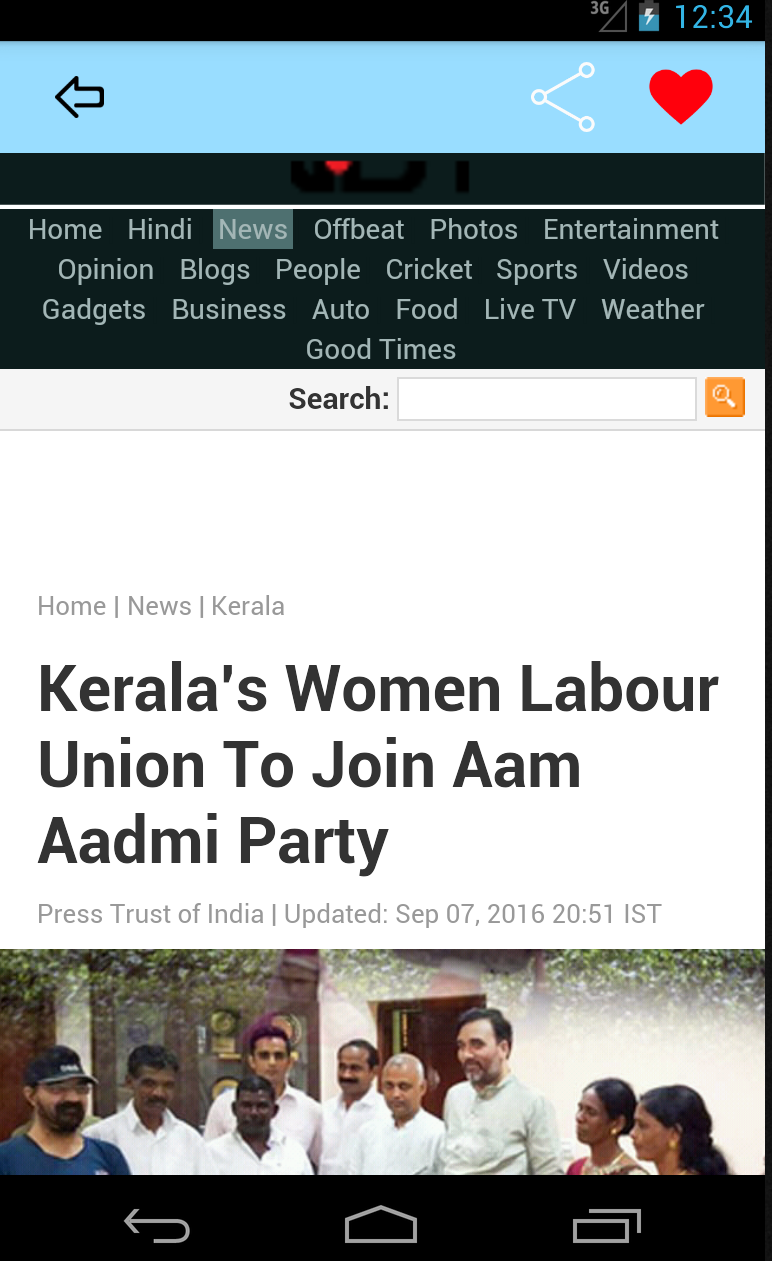 3G 12:34
Home Hindi News Offbeat Photos Entertainment
Opinion Blogs People Cricket Sports Videos
Gadgets Business Auto Food Live TV Weather
Good Times
Search:
Home | News | Kerala
Kerala's Women Labour
Union To Join Aam
Aadmi Party
Press Trust of India | Updated: Sep 07, 2016 20:51 IST